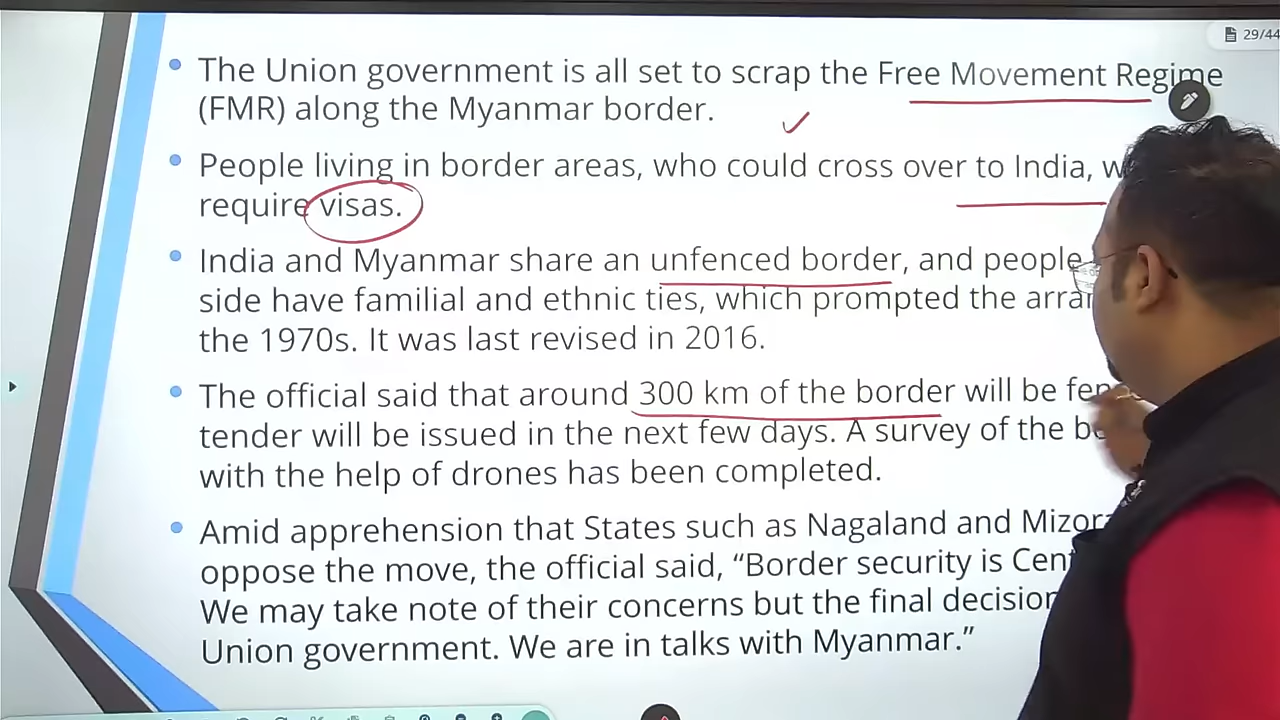 29/44
The Union government is all set to scrap the Free Movement Regime
(FMR) along the Myanmar border.
People living in border areas, who could cross over to India,
require visas.
India and Myanmar share an unfenced border, and people
side have familial and ethnic ties, which prompted the
the 1970s. It was last revised in 2016.
The official said that around 300 km of the border will be
tender will be issued in the next few days. A survey of the
with the help of drones has been completed.
Amid apprehension that States such as Nagaland and
oppose the move, the official said, “Border security is
We may take note of their concerns but the final
Union government. We are in talks with Myanmar.”